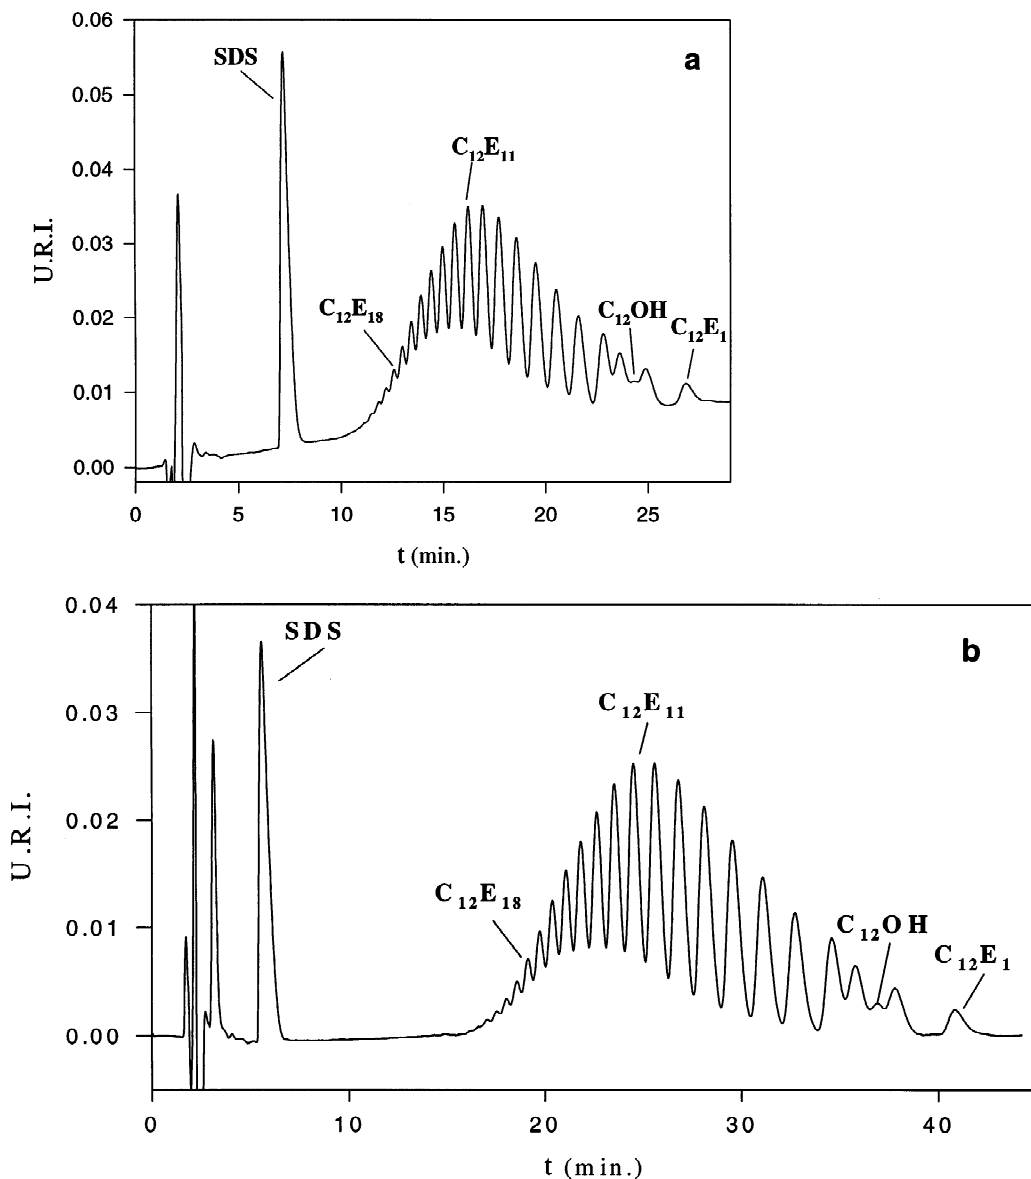 0.06
a
SDS
0.05
C₁₂E₁₁
0.04
U.R.I.
0.03
C₁₂E₁₈
C₁₂OH
C₁₂E₁
0.02
0.01
0.00
0 5 10 15 20 25
t (min.)
0.04
SDS
b
C₁₂E₁₁
0.03
U.R.I.
0.02
C₁₂E₁₈
C₁₂OH
C₁₂E₁
0.01
0.00
0 10 20 30 40
t (min.)